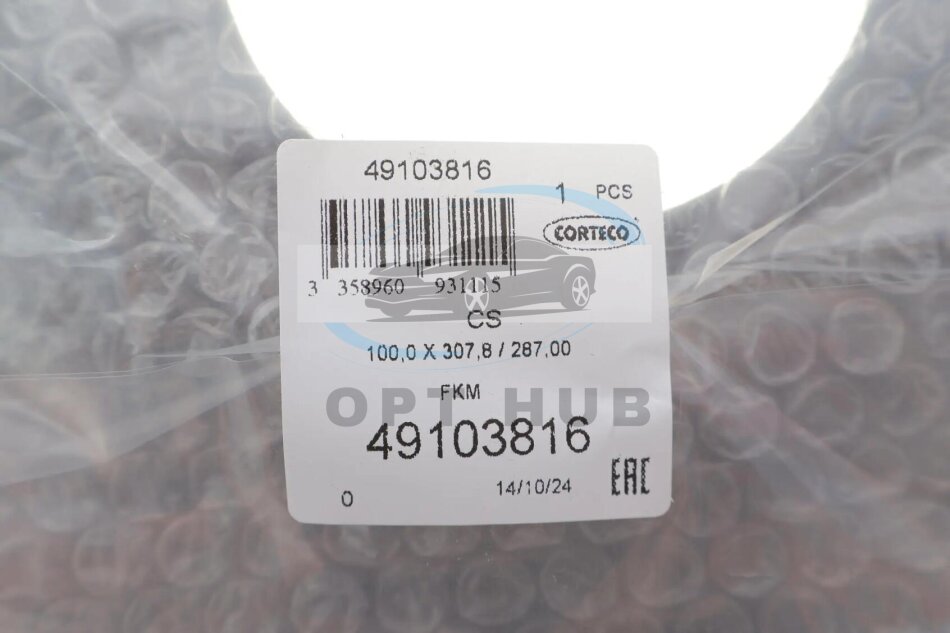 49103816
1 PCS
CORTECO
3 358960 931115
CS
100,0 X 307,8 / 287,00
FKM
OPT HUB
49103816
14/10/24
EAC
0